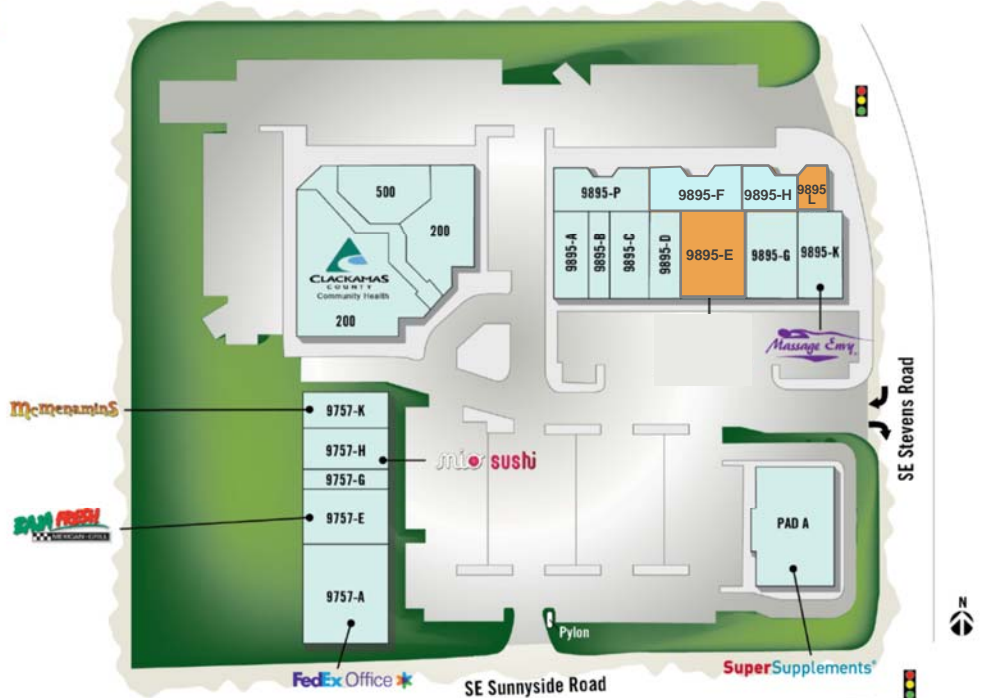 500
200
CLACKAMAS
COUNTY
Community Health
200
9895-P
9895-F
9895-H
9895
L
9895-A
9895-B
9895-C
9895-D
9895-E
9895-G
9895-K
Massage Envy
SE Stevens Road
McMenaminS
9757-K
9757-H
mio sushi
9757-G
BAJA FRESH
MEXICAN GRILL
9757-E
9757-A
PAD A
N
Pylon
FedEx Office
SE Sunnyside Road
SuperSupplements